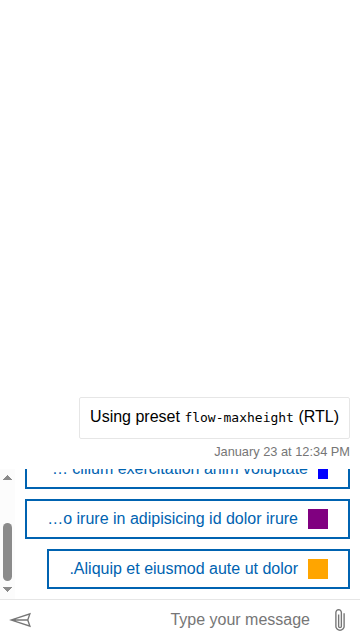 Using preset flow-maxheight (RTL)
January 23 at 12:34 PM
… cillum exercitation anim voluptate
…o irure in adipisicing id dolor irure
.Aliquip et eiusmod aute ut dolor
Type your message